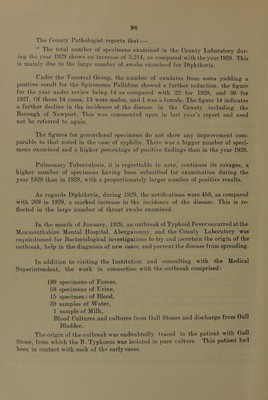 96
The County Pathologist reports that:—
" The total number of specimens examined in the County Laboratory dur-
ing the year 1929 shows an increase of 3,214, as compared with the year 1928. This
is mainly due to the large number of swabs examined for Diphtheria.
Under the Venereal Group, the number of exudates from sores yielding a
positive result for the Spironema Pallidum showed a further reduction, the figure
for the year under review being 14 as compared with 22 for 1928, and 30 for
1927. Of these 14 cases, 13 were males, and 1 was a female. The figure 14 indicates
a further decline in the incidence of the disease in the County including the
Borough of Newport. This was commented upon in last year's report and need
not be referred to again.
The figures for gonorrhœal specimens do not show any improvement com-
parable to that noted in the case of syphilis. There was a bigger number of speci-
mens examined and a higher percentage of positive findings than in the year 1928.
Pulmonary Tuberculosis, it is regrettable to note, continues its ravages, a
higher number of specimens having been submitted for examination during the
year 1929 than in 1928, with a proportionately larger number of positive results.
As regards Diphtheria, during 1929, the notifications were 459, as compared
with 269 in 1928, a marked increase in the incidence of the disease. This is re-
flected in the large number of throat swabs examined.
In the month of January, 1929, an outbreak of Typhoid Fever occurred at the
Monmouthshire Mental Hospital, Abergavenny, and the County Laboratory was
requisitioned for Bacteriological investigations to try and ascertain the origin of the
outbreak, help in the diagnosis of new cases, and prevent the disease from spreading.
In addition to visiting the Institution and consulting with the Medical
Superintendent, the work in connection with the outbreak comprised:
189 specimens of Fæces,
58 specimens of Urine,
15 specimens of Blood,
30 samples of Water,
1 sample of Milk,
Blood Cultures and cultures from Gall Stones and discharge from Gall
Bladder.
The origin of the outbreak was undoubtedly traced to the patient with Gall
Stone, from which the B. Typhosus was isolated in pure culture. This patient had
been in contact with each of the early cases.